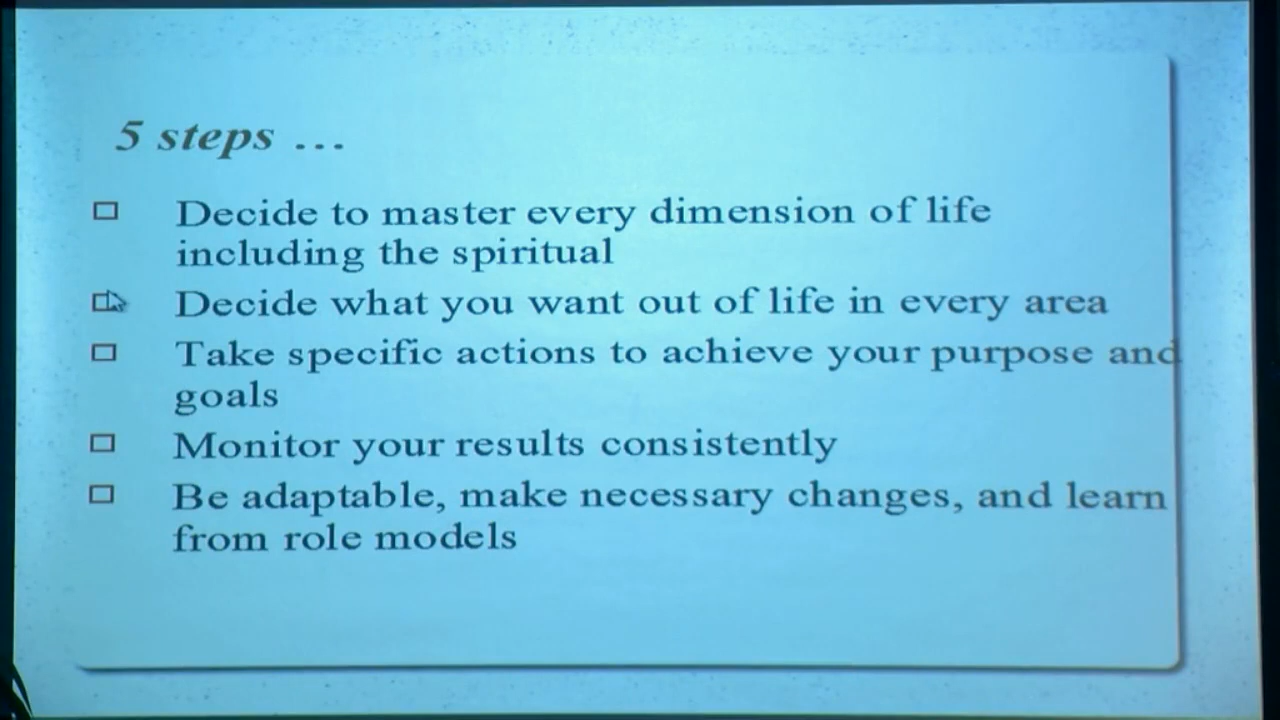 5 steps ...
Decide to master every dimension of life
including the spiritual
Decide what you want out of life in every area
Take specific actions to achieve your purpose and
goals
Monitor your results consistently
Be adaptable, make necessary changes, and learn
from role models